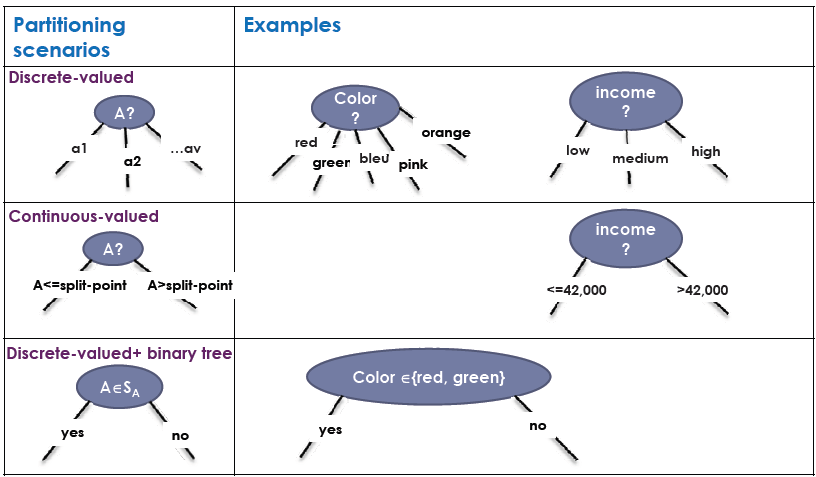 Partitioning
scenarios
Examples
Discrete-valued
A?
a1
a2
...av
Color
?
red
green
bleu
pink
orange
income
?
low
medium
high
Continuous-valued
A?
A<=split-point
A>split-point
income
?
<=42,000
>42,000
Discrete-valued+ binary tree
A∈SA
yes
no
Color ∈{red, green}
yes
no